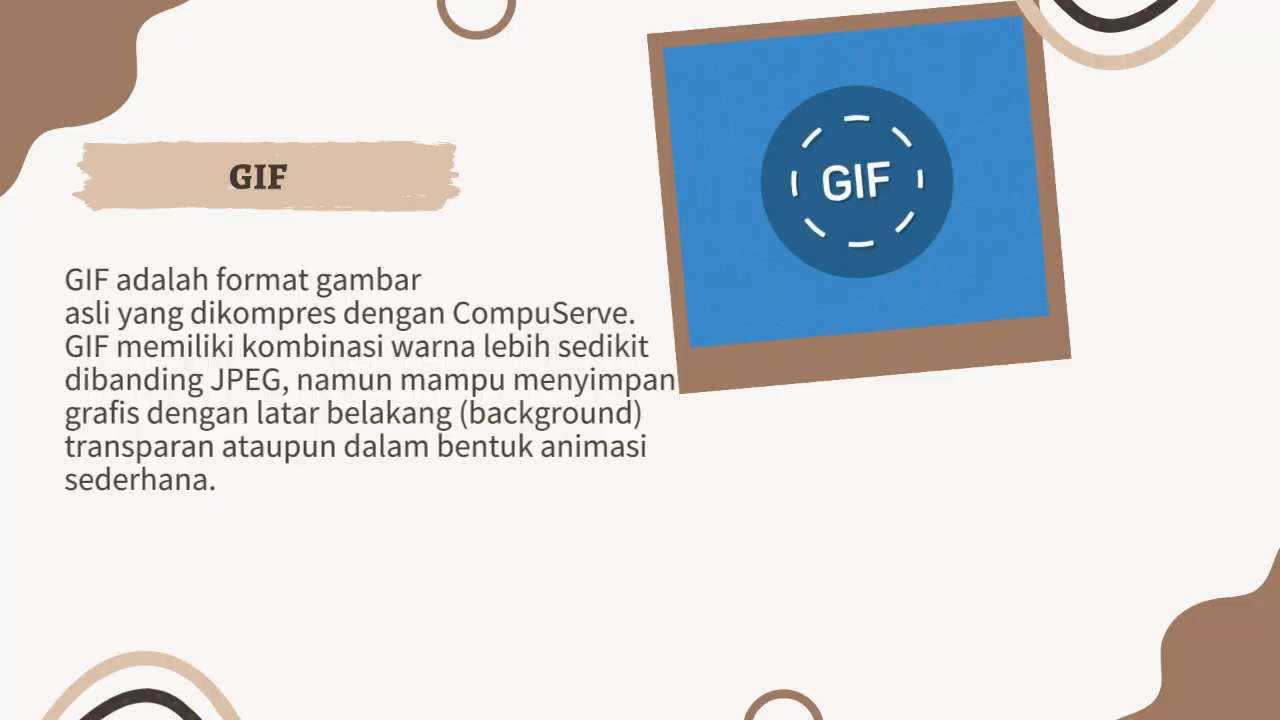 GIF
GIF
GIF adalah format gambar
asli yang dikompres dengan CompuServe.
GIF memiliki kombinasi warna lebih sedikit
dibanding JPEG, namun mampu menyimpan
grafis dengan latar belakang (background)
transparan ataupun dalam bentuk animasi
sederhana.